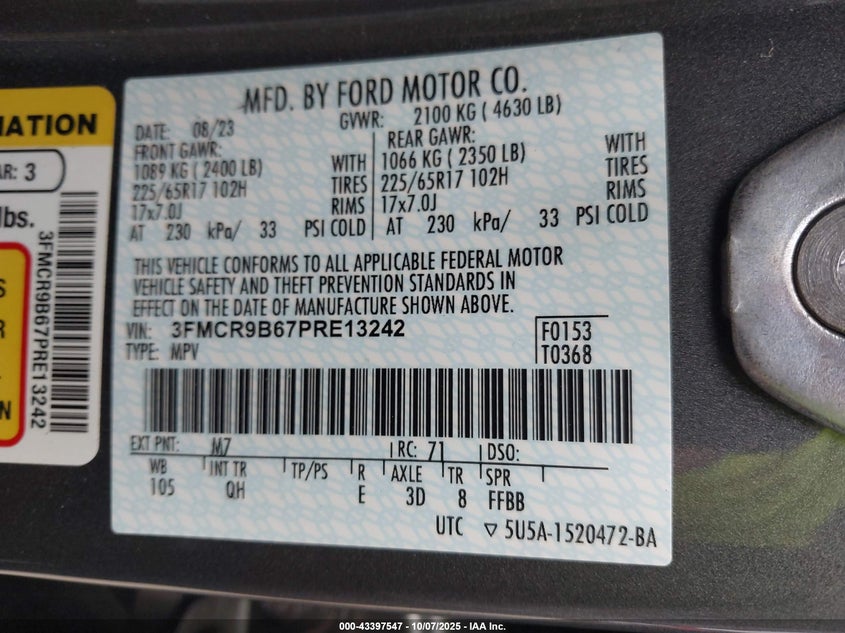 MFD. BY FORD MOTOR CO.
DATE: 08/23 GVWR: 2100 KG ( 4630 LB)
FRONT GAWR: REAR GAWR:
1089 KG ( 2400 LB) WITH 1066 KG ( 2350 LB) WITH
225/65R17 102H TIRES 225/65R17 102H TIRES
17x7.0J RIMS 17x7.0J RIMS
AT 230 kPa/ 33 PSI COLD AT 230 kPa/ 33 PSI COLD
THIS VEHICLE CONFORMS TO ALL APPLICABLE FEDERAL MOTOR
VEHICLE SAFETY AND THEFT PREVENTION STANDARDS IN
EFFECT ON THE DATE OF MANUFACTURE SHOWN ABOVE.
VIN: 3FMCR9B67PRE13242 F0153
TYPE: MPV T0368
EXT PNT: M7 RC: 71 DSO:
WB INT TR TP/PS R AXLE TR SPR
105 QH E 3D 8 FFBB
UTC ▽ 5U5A-1520472-BA
MATION
AR: 3
lbs.
3FMCR9B67PRE13242
S
R
N
000-43397547 - 10/07/2025 - IAA Inc.